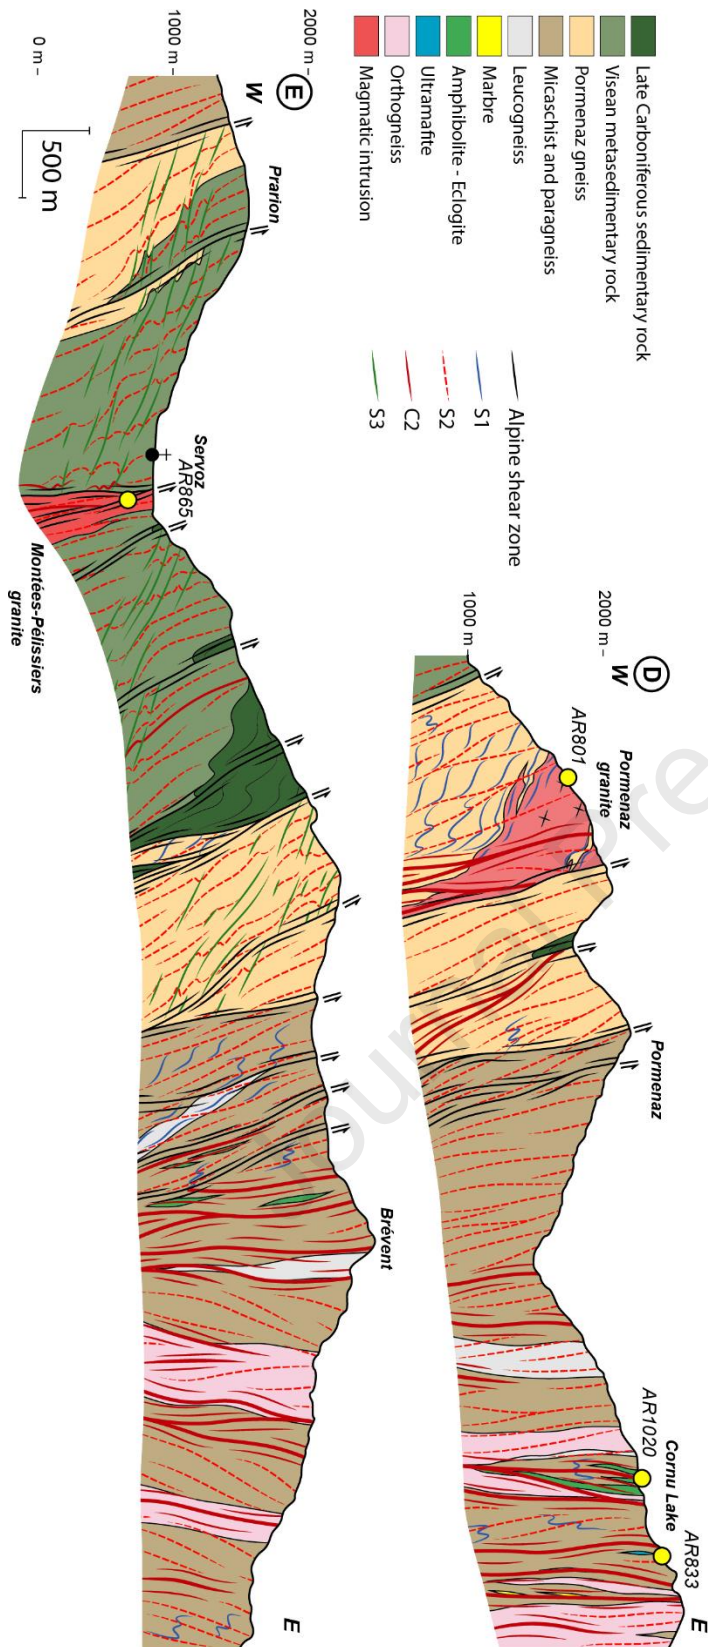 Late Carboniferous sedimentary rock
Visean metasedimentary rock
Pormenaz gneiss
Micaschist and paragneiss
Leucogneiss
Marbre
Amphibolite - Eclogite
Ultramafite
Orthogneiss
Magmatic intrusion
Alpine shear zone
S1
S2
C2
S3
D
W
2000 m
1000 m
AR801
Pormenaz
granite
Pormenaz
AR1020
Cornu Lake
AR833
E
E
W
2000 m
1000 m
0 m
500 m
Prarion
Servoz
AR865
Montées-Pélissiers
granite
Brévent
E
Journal Pre